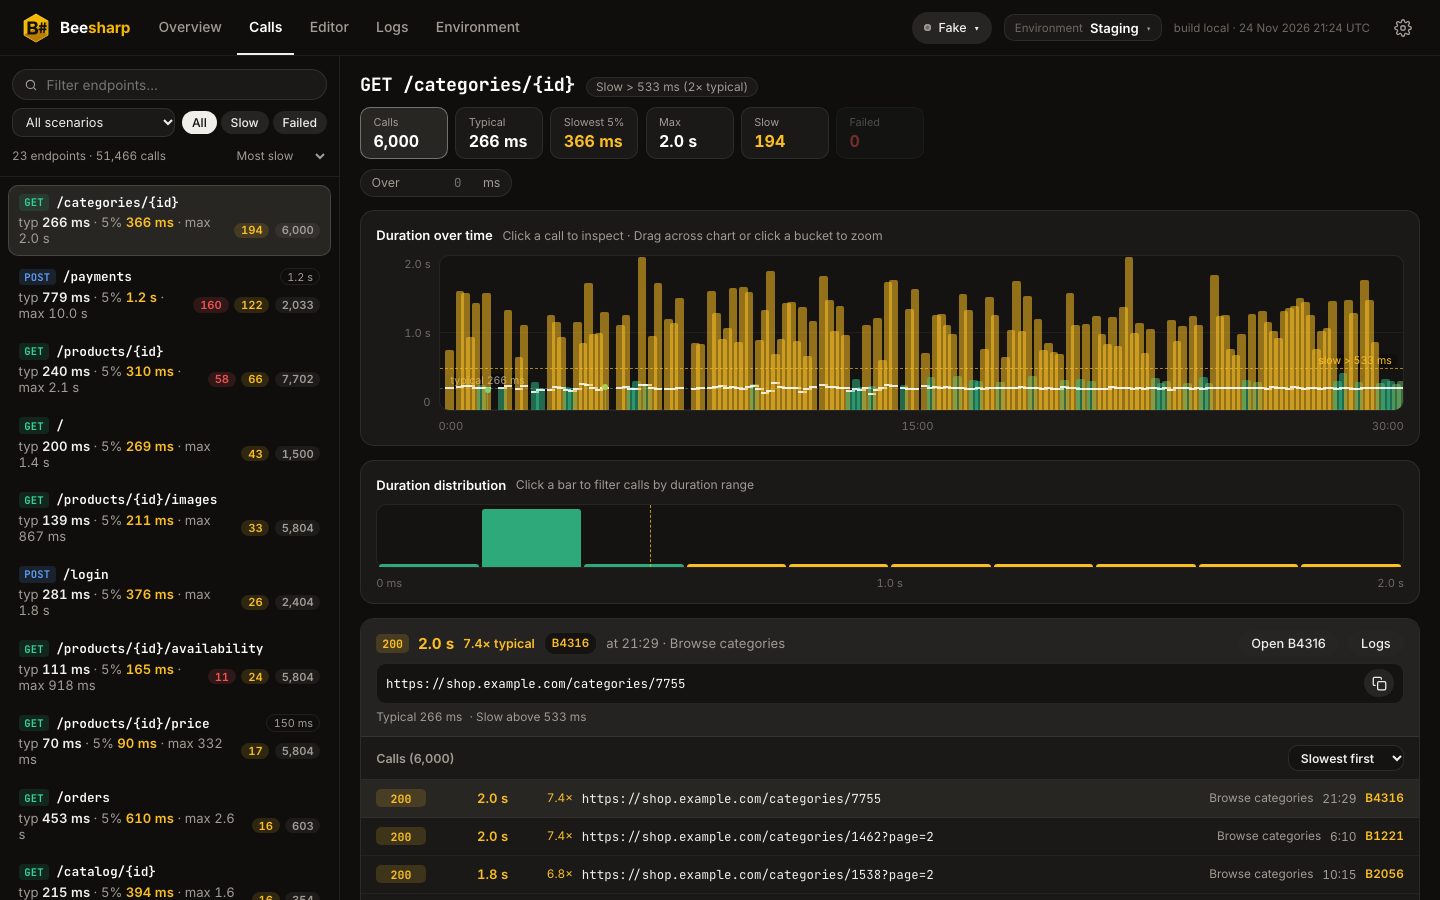 B# Beesharp Overview Calls Editor Logs Environment Fake Environment Staging build local · 24 Nov 2026 21:24 UTC
Filter endpoints...
All scenarios All Slow Failed
23 endpoints · 51,466 calls Most slow
GET /categories/{id}
typ 266 ms · 5% 366 ms · max
2.0 s
194 6,000
POST /payments 1.2 s
typ 779 ms · 5% 1.2 s ·
max 10.0 s
160 122 2,033
GET /products/{id}
typ 240 ms · 5% 310 ms ·
max 2.1 s
58 66 7,702
GET /
typ 200 ms · 5% 269 ms · max
1.4 s
43 1,500
GET /products/{id}/images
typ 139 ms · 5% 211 ms · max
867 ms
33 5,804
POST /login
typ 281 ms · 5% 376 ms · max
1.8 s
26 2,404
GET /products/{id}/availability
typ 111 ms · 5% 165 ms ·
max 918 ms
11 24 5,804
GET /products/{id}/price 150 ms
typ 70 ms · 5% 90 ms · max 332
ms
17 5,804
GET /orders
typ 453 ms · 5% 610 ms · max 2.6
s
16 603
GET /catalog/{id}
typ 215 ms · 5% 394 ms · max 1.6
16 354
GET /categories/{id} Slow > 533 ms (2× typical)
Calls Typical Slowest 5% Max Slow Failed
6,000 266 ms 366 ms 2.0 s 194 0
Over 0 ms
Duration over time Click a call to inspect · Drag across chart or click a bucket to zoom
2.0 s
1.0 s
slow > 533 ms
typical 266 m
0
0:00 15:00 30:00
Duration distribution Click a bar to filter calls by duration range
0 ms 1.0 s 2.0 s
200 2.0 s 7.4× typical B4316 at 21:29 · Browse categories Open B4316 Logs
https://shop.example.com/categories/7755
Typical 266 ms · Slow above 533 ms
Calls (6,000) Slowest first
200 2.0 s 7.4× https://shop.example.com/categories/7755 Browse categories 21:29 B4316
200 2.0 s 7.4× https://shop.example.com/categories/1462?page=2 Browse categories 6:10 B1221
200 1.8 s 6.8× https://shop.example.com/categories/1538?page=2 Browse categories 10:15 B2056